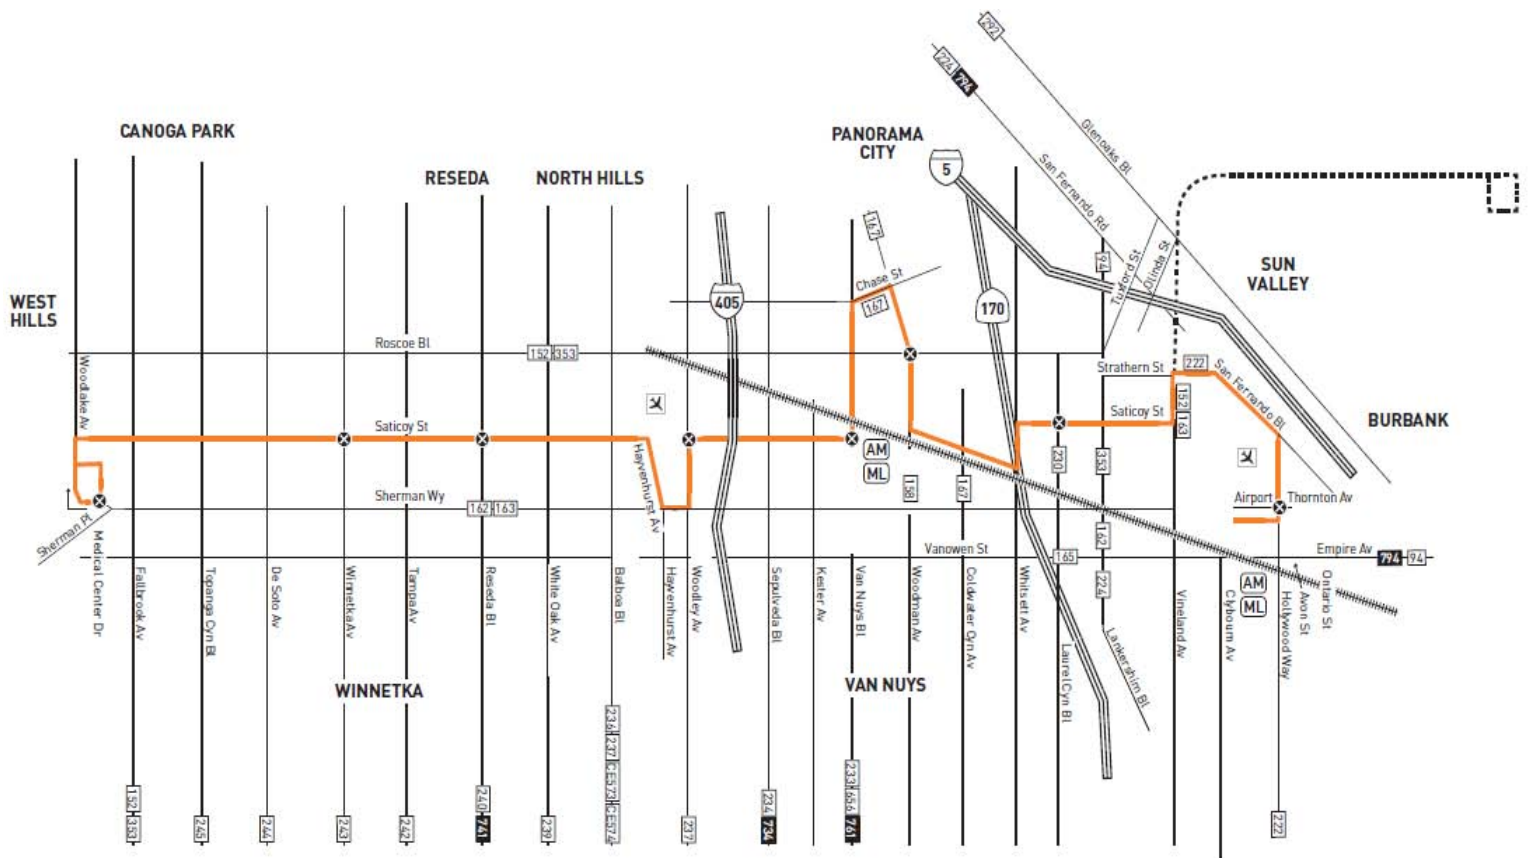 292
224 794
Glenoaks Bl
San Fernando Rd
CANOGA PARK
PANORAMA
CITY
5
RESEDA
NORTH HILLS
167
94
Tuxford St
Olinda St
SUN
VALLEY
WEST
HILLS
405
Chase St
167
170
Roscoe Bl
152 353
Woodlake Av
Strathern St
222
San Fernando Bl
152 163
Saticoy St
Saticoy St
BURBANK
AM
ML
Hayvenhurst Av
230
353
158
167
Sherman Wy
162 163
Airport
Thornton Av
Sherman Pl
162
Vanowen St
165
Empire Av
794 94
224
AM
ML
Medical Center Dr
Fallbrook Av
Topanga Cyn Bl
De Soto Av
Winnetka Av
Tampa Av
Reseda Bl
White Oak Av
Balboa Bl
Hayvenhurst Av
Woodley Av
Sepulveda Bl
Kester Av
Van Nuys Bl
Woodman Av
Coldwater Cyn Av
Whitsett Av
Laurel Cyn Bl
Lankershim Bl
Vineland Av
Clybourn Av
Hollywood Way
Avon St
Ontario St
WINNETKA
VAN NUYS
152 353
245
244
243
242
240 741
239
236 237 CE573 CE574
237
234 734
233 656 761
222